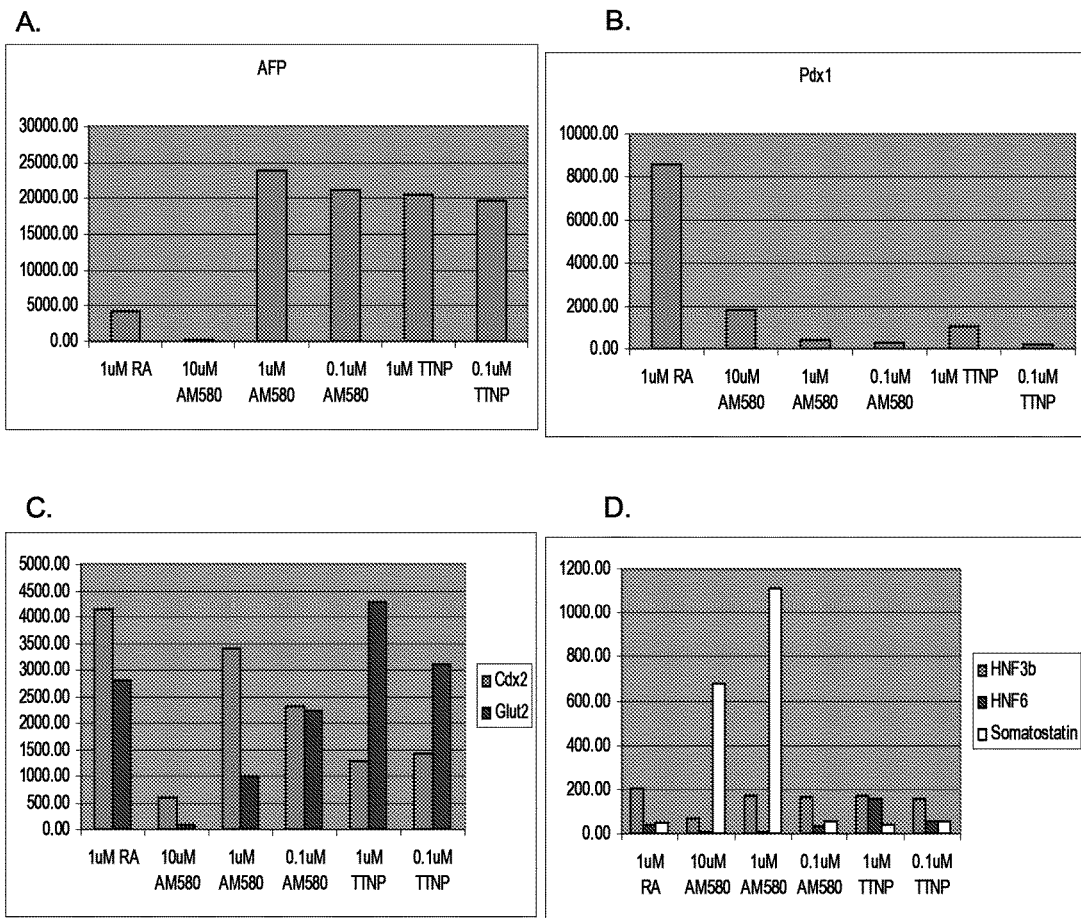 A.
AFP
30000.00
25000.00
20000.00
15000.00
10000.00
5000.00
0.00
1uM RA 10uM AM580 1uM AM580 0.1uM AM580 1uM TTNP 0.1uM TTNP
B.
Pdx1
10000.00
8000.00
6000.00
4000.00
2000.00
0.00
1uM RA 10uM AM580 1uM AM580 0.1uM AM580 1uM TTNP 0.1uM TTNP
C.
5000.00
4500.00
4000.00
3500.00
3000.00
2500.00
2000.00
1500.00
1000.00
500.00
0.00
1uM RA 10uM AM580 1uM AM580 0.1uM AM580 1uM TTNP 0.1uM TTNP
Cdx2
Glut2
D.
1200.00
1000.00
800.00
600.00
400.00
200.00
0.00
1uM RA 10uM AM580 1uM AM580 0.1uM AM580 1uM TTNP 0.1uM TTNP
HNF3b
HNF6
Somatostatin